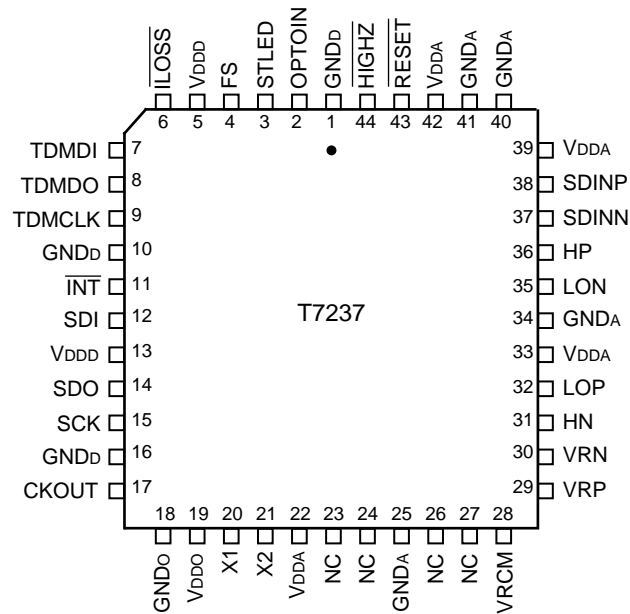 ILOSS
VDDD
FS
STLED
OPTOIN
GNDD
HIGHZ
RESET
VDDA
GNDA
GNDA
6 5 4 3 2 1 44 43 42 41 40
TDMDI 7
TDMDO 8
TDMCLK 9
GNDD 10
INT 11
SDI 12
VDDD 13
SDO 14
SCK 15
GNDD 16
CKOUT 17
T7237
39 VDDA
38 SDINP
37 SDINN
36 HP
35 LON
34 GNDA
33 VDDA
32 LOP
31 HN
30 VRN
29 VRP
18 19 20 21 22 23 24 25 26 27 28
GNDO
VDDO
X1
X2
VDDA
NC
NC
GNDA
NC
NC
VRCM